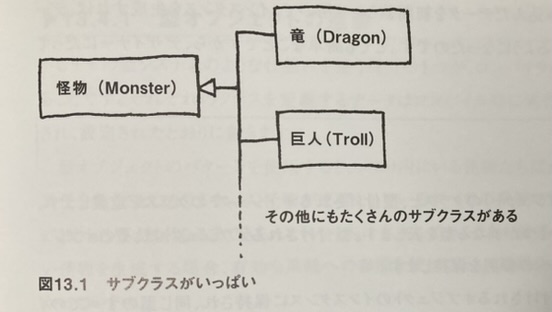 竜（Dragon）
怪物（Monster）
巨人（Troll）
その他にもたくさんのサブクラスがある
図13.1　サブクラスがいっぱい